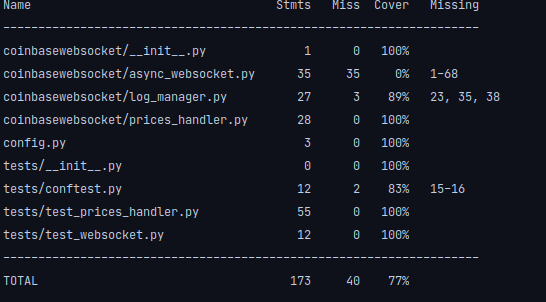 Name                                   Stmts   Miss  Cover   Missing
--------------------------------------------------------------------
coinbasewebsocket/__init__.py              1      0   100%
coinbasewebsocket/async_websocket.py      35     35     0%   1-68
coinbasewebsocket/log_manager.py          27      3    89%   23, 35, 38
coinbasewebsocket/prices_handler.py       28      0   100%
config.py                                  3      0   100%
tests/__init__.py                          0      0   100%
tests/conftest.py                         12      2    83%   15-16
tests/test_prices_handler.py              55      0   100%
tests/test_websocket.py                   12      0   100%
--------------------------------------------------------------------
TOTAL                                    173     40    77%